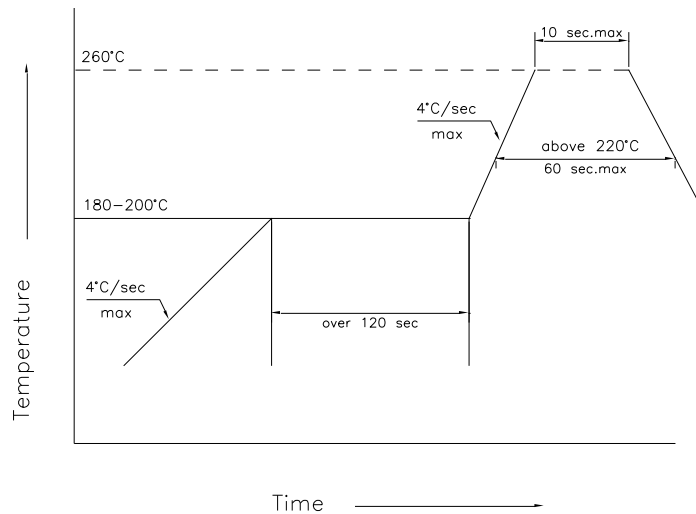 10 sec.max
260°C
4°C/sec
max
above 220°C
60 sec.max
180-200°C
4°C/sec
max
over 120 sec
Temperature
Time